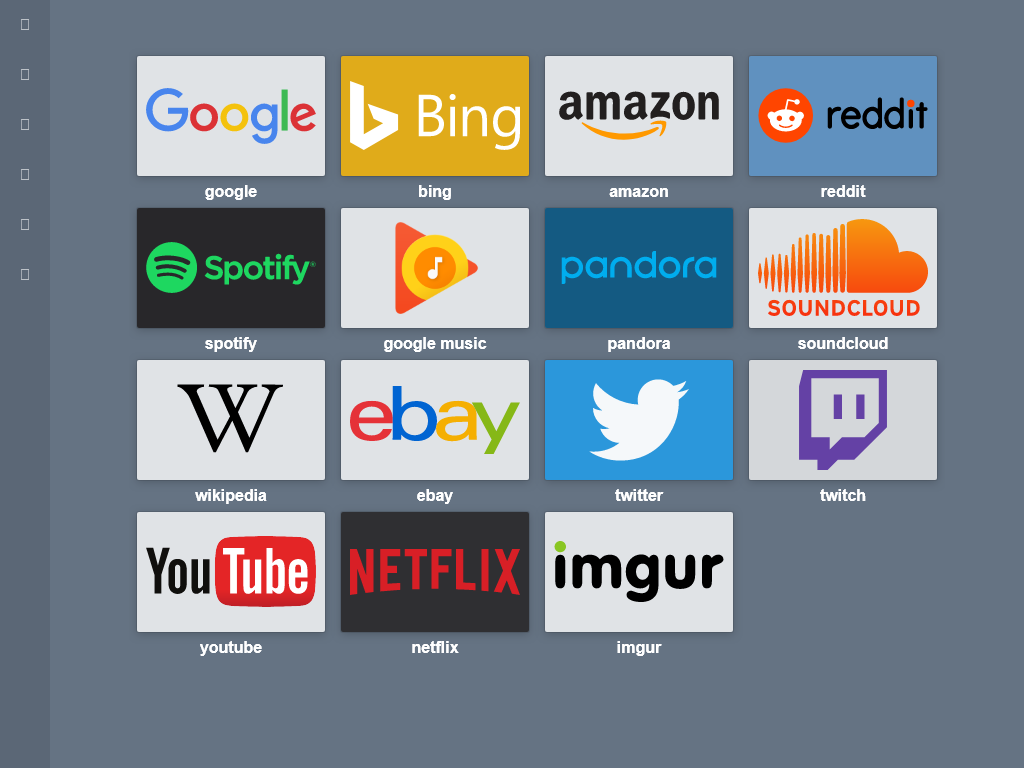 Google
Bing
amazon
reddit
google
bing
amazon
reddit
Spotify®
pandora
SOUNDCLOUD
spotify
google music
pandora
soundcloud
W
ebay
wikipedia
ebay
twitter
twitch
YouTube
NETFLIX
imgur
youtube
netflix
imgur